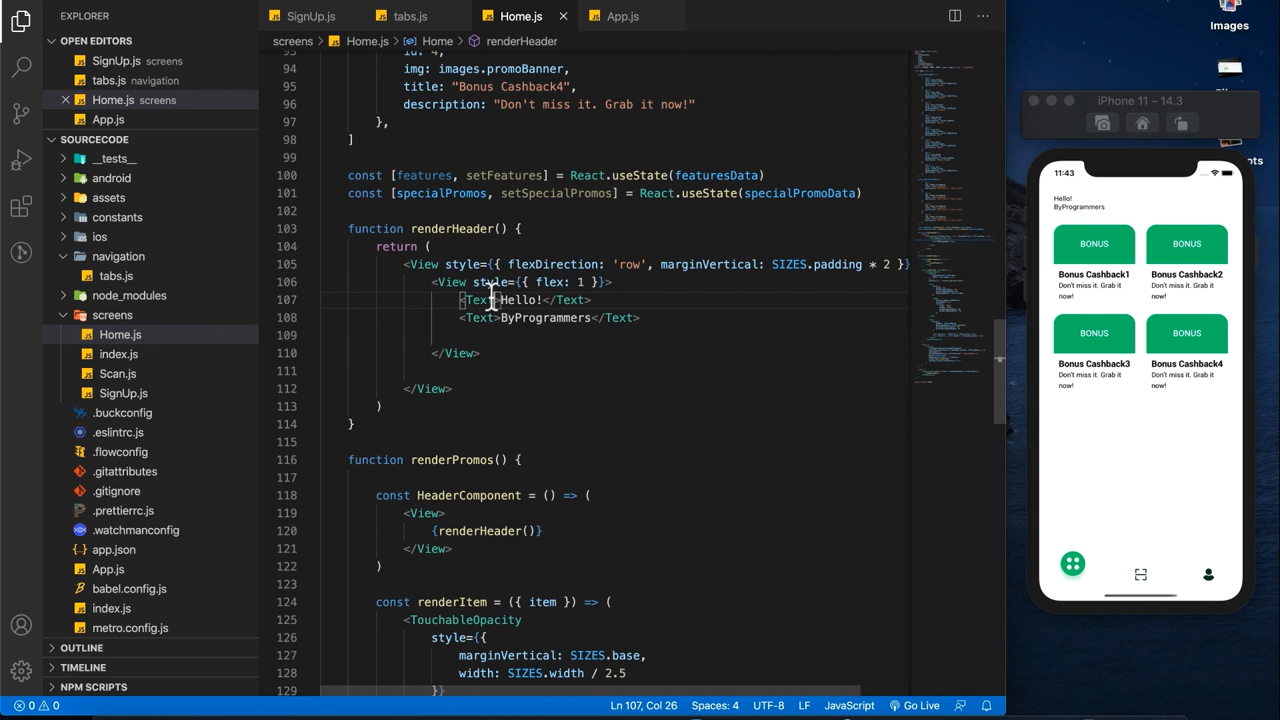 EXPLORER
SignUp.js
tabs.js
Home.js
App.js
OPEN EDITORS
SignUp.js screens
tabs.js navigation
Home.js screens
App.js
SOURCECODE
__tests__
android
assets
constants
ios
navigation
tabs.js
node_modules
screens
Home.js
index.js
Scan.js
SignUp.js
.buckconfig
.eslintrc.js
.flowconfig
.gitattributes
.gitignore
.prettierrc.js
.watchmanconfig
app.json
App.js
babel.config.js
index.js
metro.config.js
OUTLINE
TIMELINE
NPM SCRIPTS
screens > Home.js > Home > renderHeader
93 id: 4,
94 img: images.promoBanner,
95 title: "Bonus Cashback4",
96 description: "Don't miss it. Grab it now!"
97 },
98 ]
99
100 const [features, setFeatures] = React.useState(featuresData)
101 const [specialPromos, setSpecialPromos] = React.useState(specialPromoData)
102
103 function renderHeader() {
104 return (
105 <View style={{ flexDirection: 'row', marginVertical: SIZES.padding * 2 }}
106 <View style={{ flex: 1 }}>
107 <Text>Hello!</Text>
108 <Text>ByProgrammers</Text>
109
110 </View>
111
112 </View>
113 )
114 }
115
116 function renderPromos() {
117
118 const HeaderComponent = () => (
119 <View>
120 {renderHeader()}
121 </View>
122 )
123
124 const renderItem = ({ item }) => (
125 <TouchableOpacity
126 style={{
127 marginVertical: SIZES.base,
128 width: SIZES.width / 2.5
129 }}
0 0
Ln 107, Col 26
Spaces: 4
UTF-8
LF
JavaScript
Go Live
Images
iPhone 11 – 14.3
11:43
Hello!
ByProgrammers
BONUS
BONUS
Bonus Cashback1
Bonus Cashback2
Don't miss it. Grab it now!
Don't miss it. Grab it now!
BONUS
BONUS
Bonus Cashback3
Bonus Cashback4
Don't miss it. Grab it now!
Don't miss it. Grab it now!